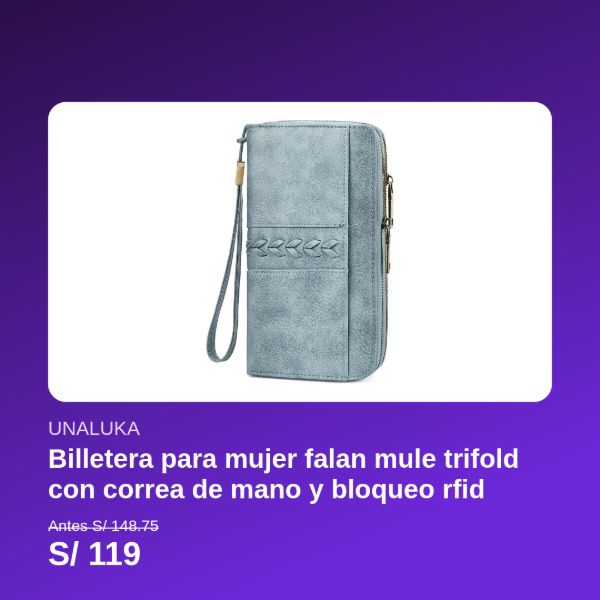 UNALUKA
Billetera para mujer falan mule trifold
con correa de mano y bloqueo rfid
Antes S/ 148.75
S/ 119